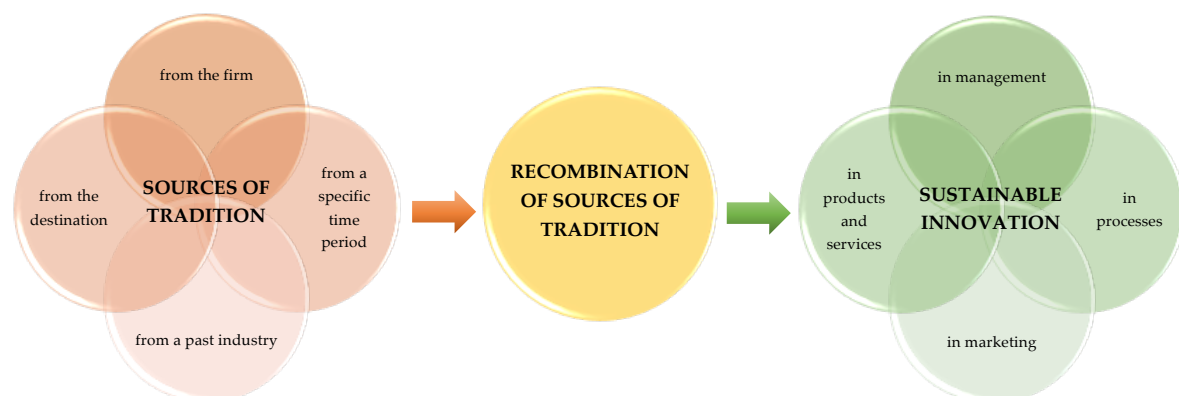 from the firm
from the
destination
SOURCES OF
TRADITION
from a
specific
time
period
from a past industry
RECOMBINATION
OF SOURCES OF
TRADITION
in management
in
products
and
services
SUSTAINABLE
INNOVATION
in
processes
in marketing